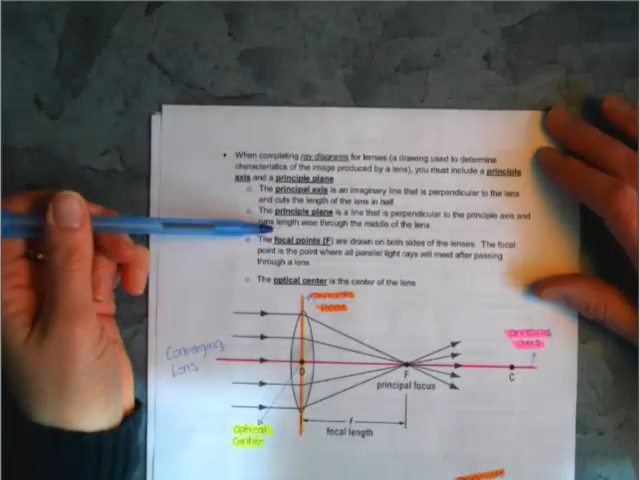 • When completing ray diagrams for lenses (a drawing used to determine
characteristics of the image produced by a lens), you must include a principle
axis and a principle plane
o The principal axis is an imaginary line that is perpendicular to the lens
and cuts the length of the lens in half
o The principle plane is a line that is perpendicular to the principle axis and
runs length wise through the middle of the lens
o The focal points (F) are drawn on both sides of the lenses. The focal
point is the point where all parallel light rays will meet after passing
through a lens
o The optical center is the center of the lens
Converging
Lens
O
F
principal focus
C
f
focal length
optical
center